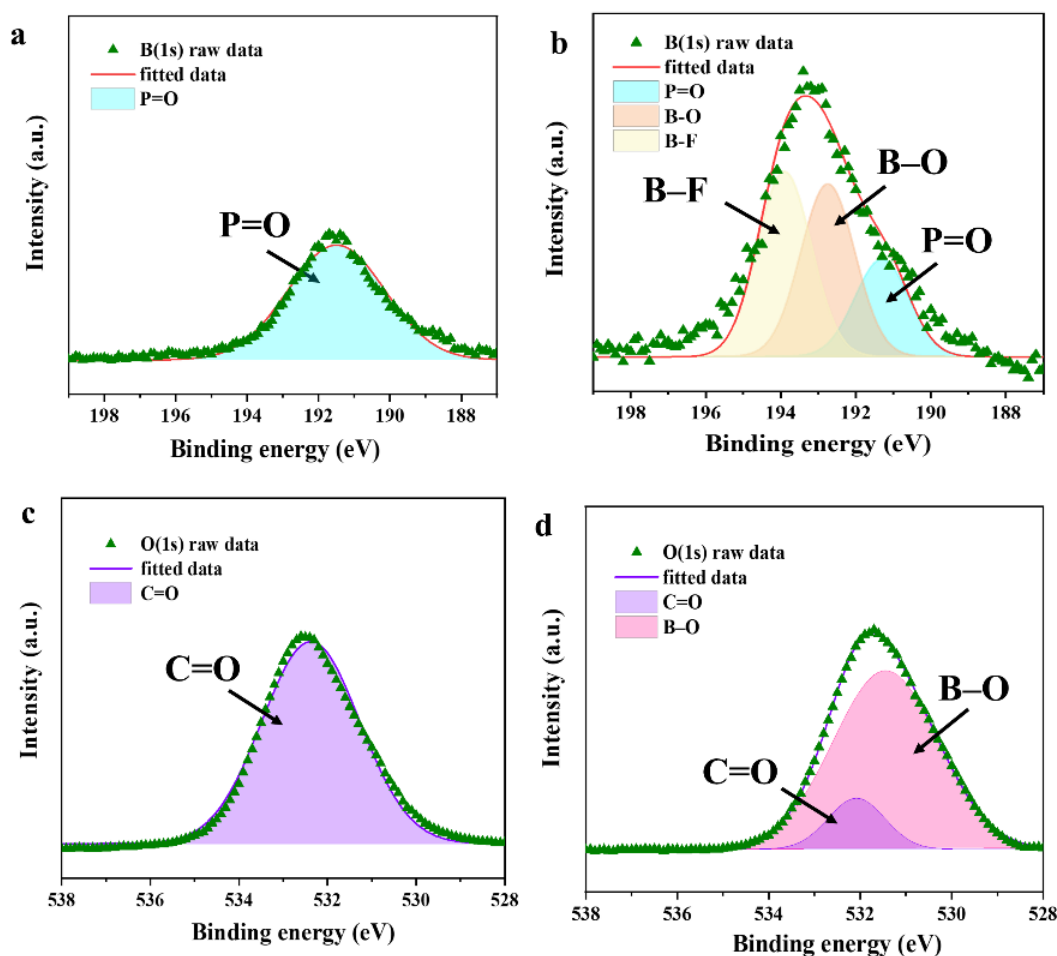 a
B(1s) raw data
fitted data
P=O
P=O
Intensity (a.u.)
198 196 194 192 190 188
Binding energy (eV)
b
B(1s) raw data
fitted data
P=O
B-O
B-F
B–F
B–O
P=O
Intensity (a.u.)
198 196 194 192 190 188
Binding energy (eV)
c
O(1s) raw data
fitted data
C=O
C=O
Intensity (a.u.)
538 536 534 532 530 528
Binding energy (eV)
d
O(1s) raw data
fitted data
C=O
B–O
B–O
C=O
Intensity (a.u.)
538 536 534 532 530 528
Binding energy (eV)